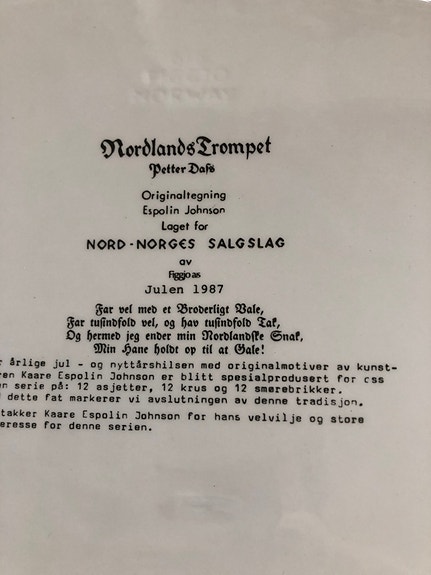 NordlandsTrompet
Petter Dass
Originaltegning
Espolin Johnson
Laget for
NORD-NORGES SALGSLAG
av
Figgjo as
Julen 1987
Far vel med et Broderligt Vale,
Far tusindfold vel, og hav tusindfold Tak,
Og hermed jeg ender min Nordlandske Snak,
Min Hane holdt op til at Gale!
årlige jul - og nyttårshilsen med originalmotiver av kunst-
ren Kaare Espolin Johnson er blitt spesialprodusert for oss
n serie på: 12 asjetter, 12 krus og 12 smørebrikker.
dette fat markerer vi avslutningen av denne tradisjon.
takker Kaare Espolin Johnson for hans velvilje og store
eresse for denne serien.